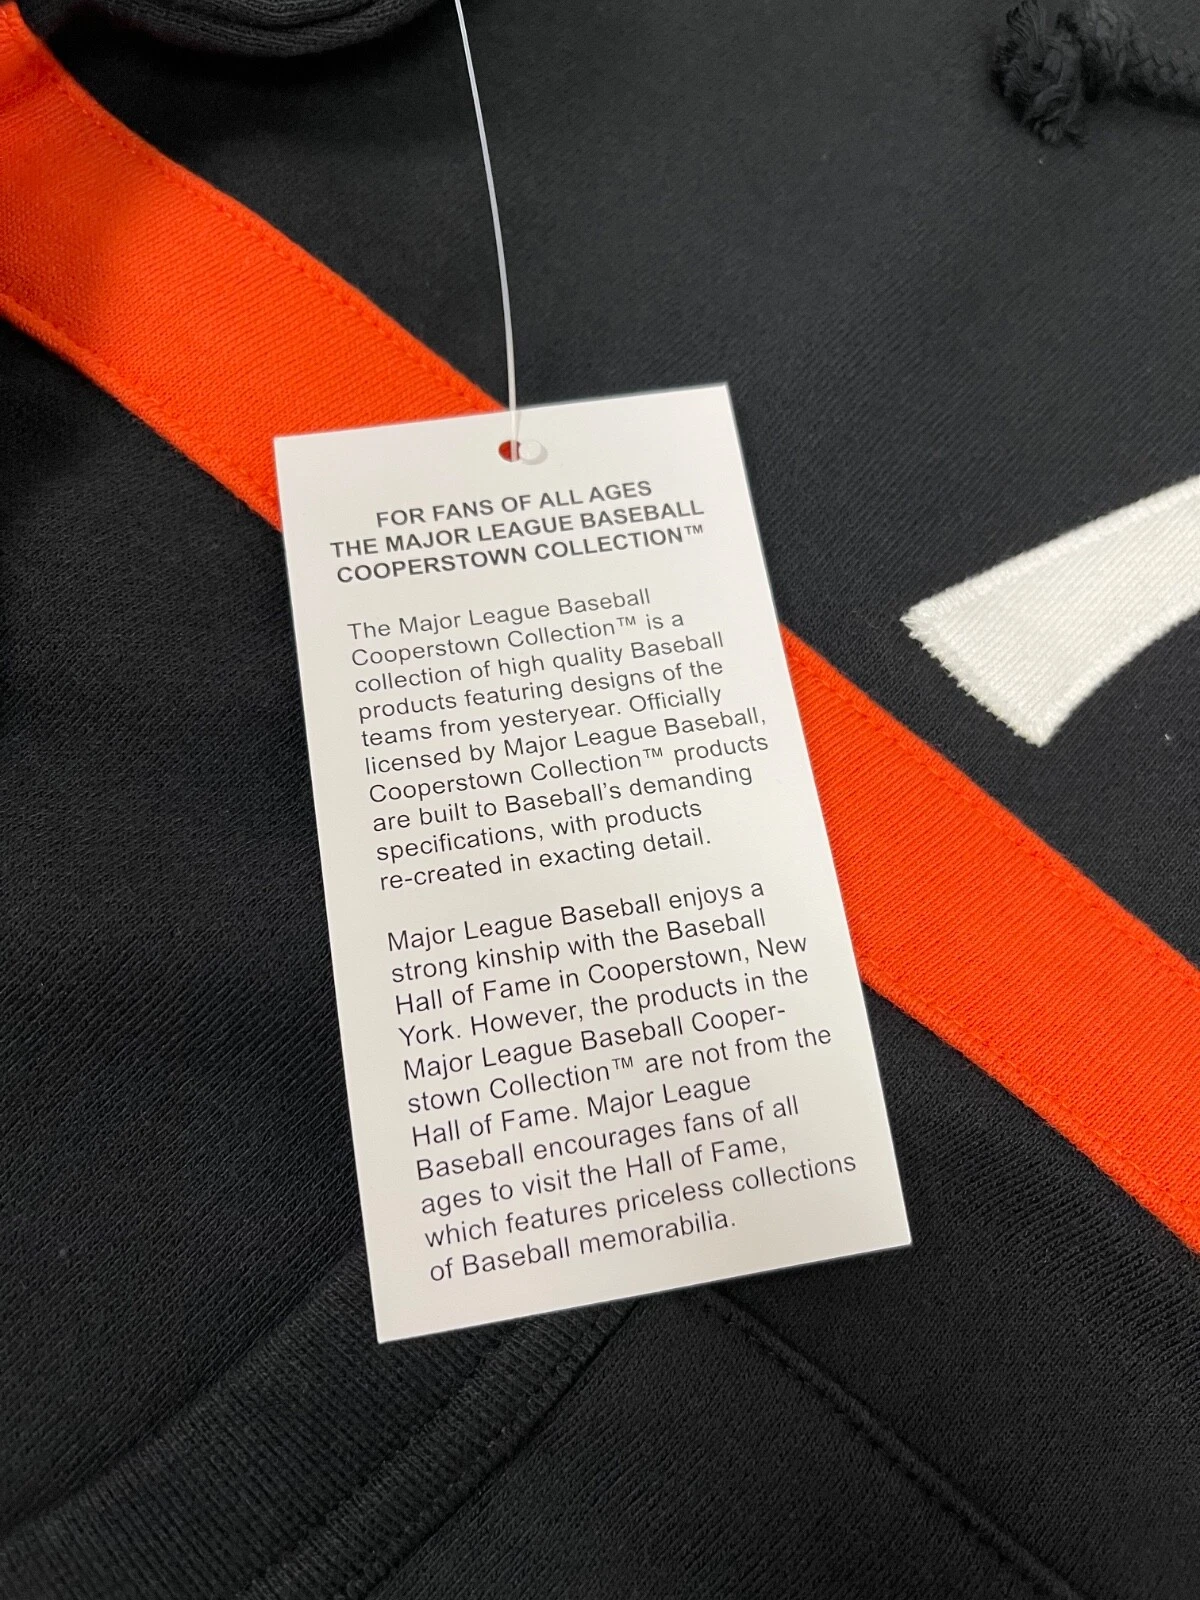 FOR FANS OF ALL AGES
THE MAJOR LEAGUE BASEBALL
COOPERSTOWN COLLECTION™
The Major League Baseball
Cooperstown Collection™ is a
collection of high quality Baseball
products featuring designs of the
teams from yesteryear. Officially
licensed by Major League Baseball,
Cooperstown Collection™ products
are built to Baseball’s demanding
specifications, with products
re-created in exacting detail.
Major League Baseball enjoys a
strong kinship with the Baseball
Hall of Fame in Cooperstown, New
York. However, the products in the
Major League Baseball Cooper-
stown Collection™ are not from the
Hall of Fame. Major League
Baseball encourages fans of all
ages to visit the Hall of Fame,
which features priceless collections
of Baseball memorabilia.